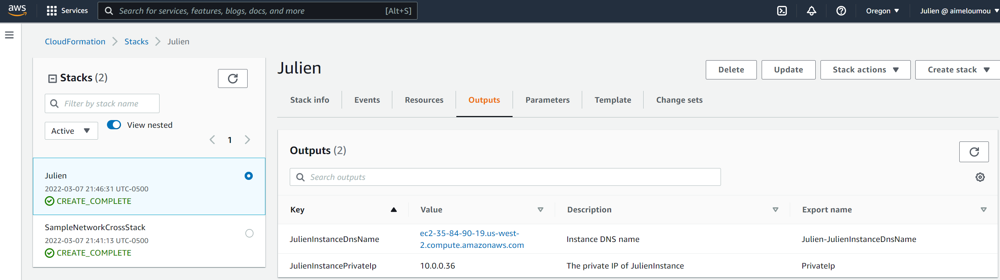 aws
Services
Search for services, features, blogs, docs, and more
[Alt+S]
Oregon
Julien @ aimeloumou
CloudFormation
Stacks
Julien
Stacks (2)
Filter by stack name
Active
View nested
1
Julien
2022-03-07 21:46:31 UTC-0500
CREATE_COMPLETE
SampleNetworkCrossStack
2022-03-07 21:41:13 UTC-0500
CREATE_COMPLETE
Julien
Delete
Update
Stack actions
Create stack
Stack info
Events
Resources
Outputs
Parameters
Template
Change sets
Outputs (2)
Search outputs
Key
Value
Description
Export name
JulienInstanceDnsName
ec2-35-84-90-19.us-west-
2.compute.amazonaws.com
Instance DNS name
Julien-JulienInstanceDnsName
JulienInstancePrivateIp
10.0.0.36
The private IP of JulienInstance
PrivateIp